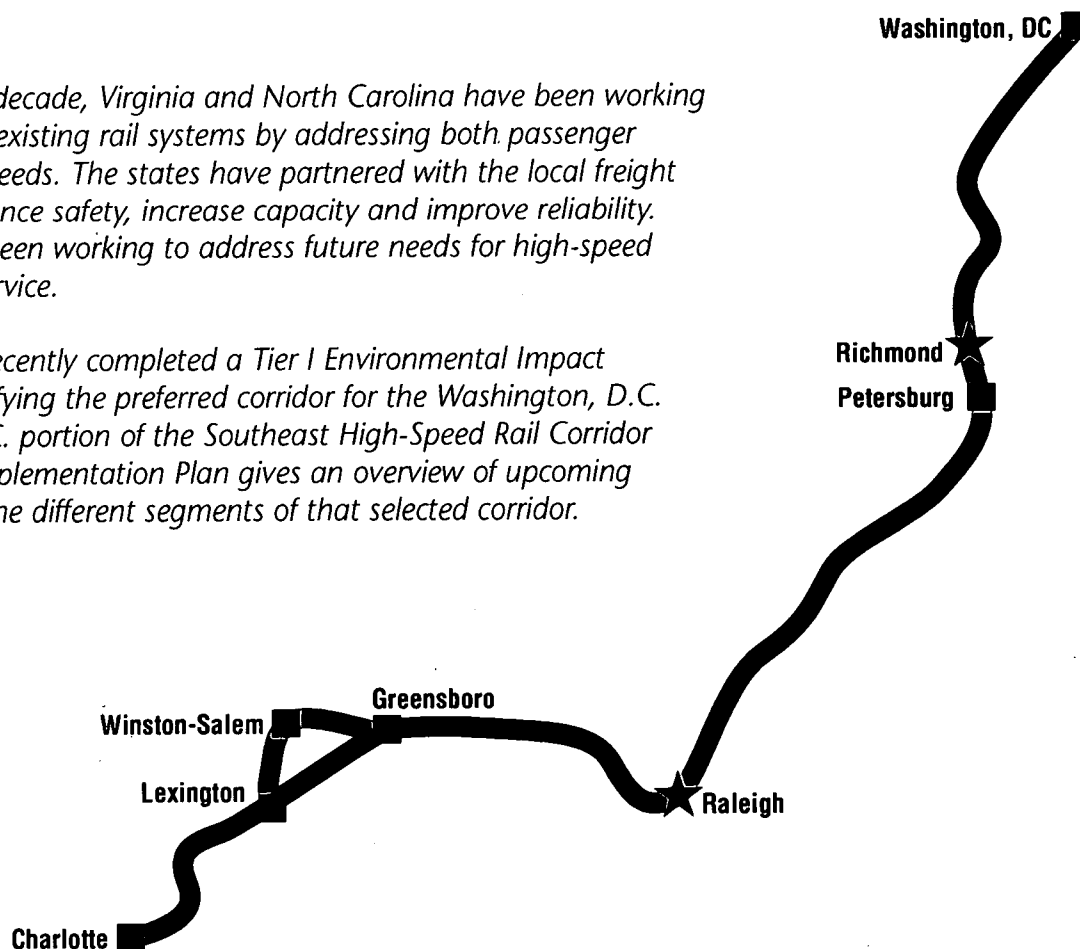 Washington, DC
decade, Virginia and North Carolina have been working
existing rail systems by addressing both passenger
eeds. The states have partnered with the local freight
nce safety, increase capacity and improve reliability.
een working to address future needs for high-speed
rvice.
ecently completed a Tier I Environmental Impact
fying the preferred corridor for the Washington, D.C.
C. portion of the Southeast High-Speed Rail Corridor
plementation Plan gives an overview of upcoming
he different segments of that selected corridor.
Richmond
Petersburg
Greensboro
Winston-Salem
Lexington
Raleigh
Charlotte